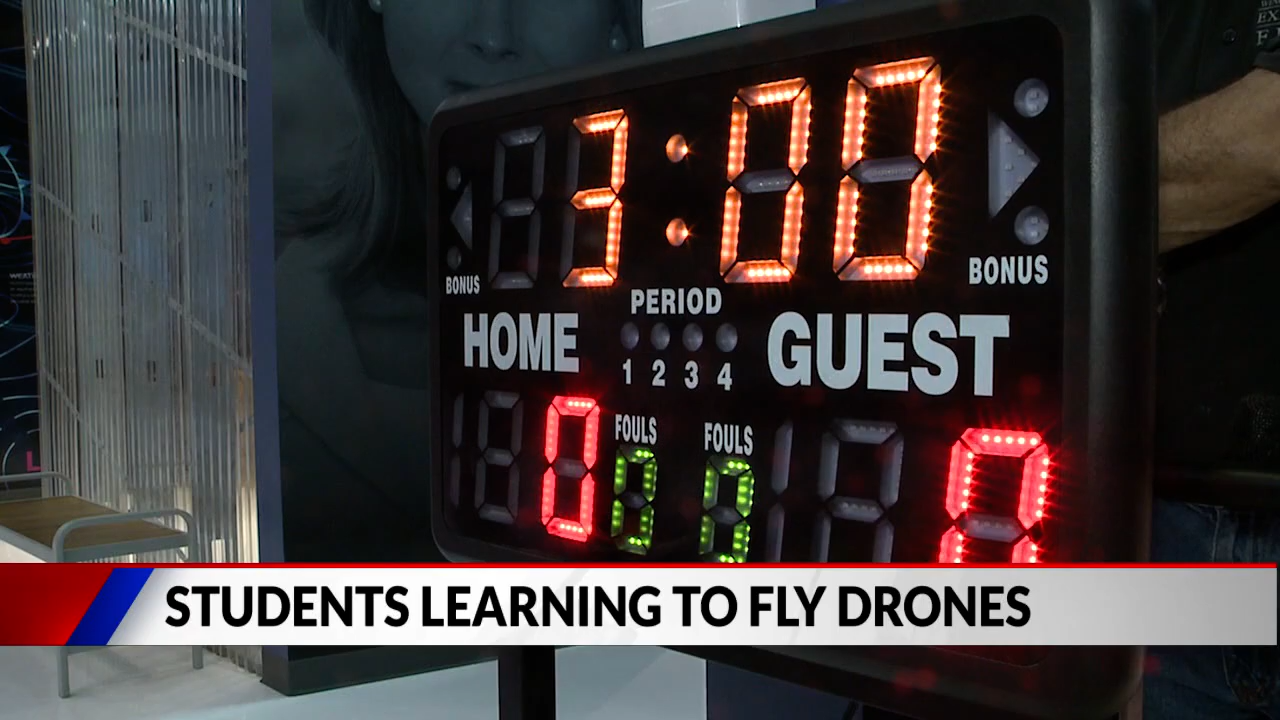 3:00
BONUS
BONUS
PERIOD
HOME
GUEST
1 2 3 4
FOULS
FOULS
0
0
0
0
STUDENTS LEARNING TO FLY DRONES